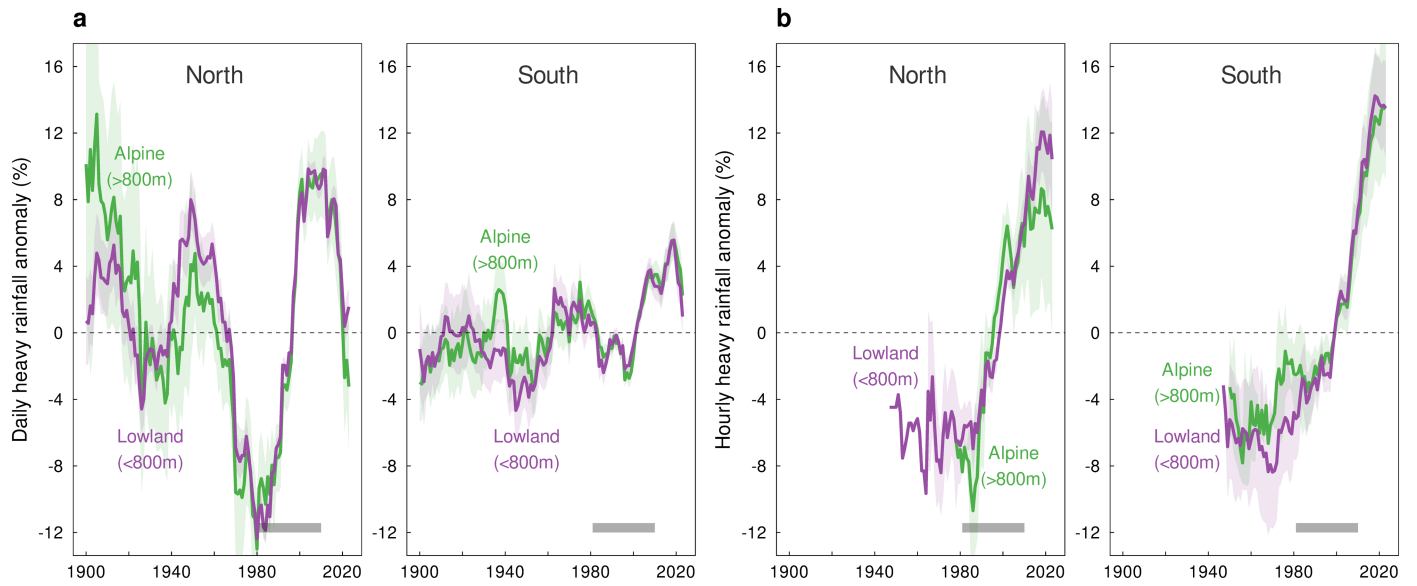 a
b
Daily heavy rainfall anomaly (%)
16
12
8
4
0
-4
-8
-12
North
Alpine
(>800m)
Lowland
(<800m)
1900
1940
1980
2020
South
Alpine
(>800m)
Lowland
(<800m)
1900
1940
1980
2020
Hourly heavy rainfall anomaly (%)
16
12
8
4
0
-4
-8
-12
North
Lowland
(<800m)
Alpine
(>800m)
1900
1940
1980
2020
South
Alpine
(>800m)
Lowland
(<800m)
1900
1940
1980
2020